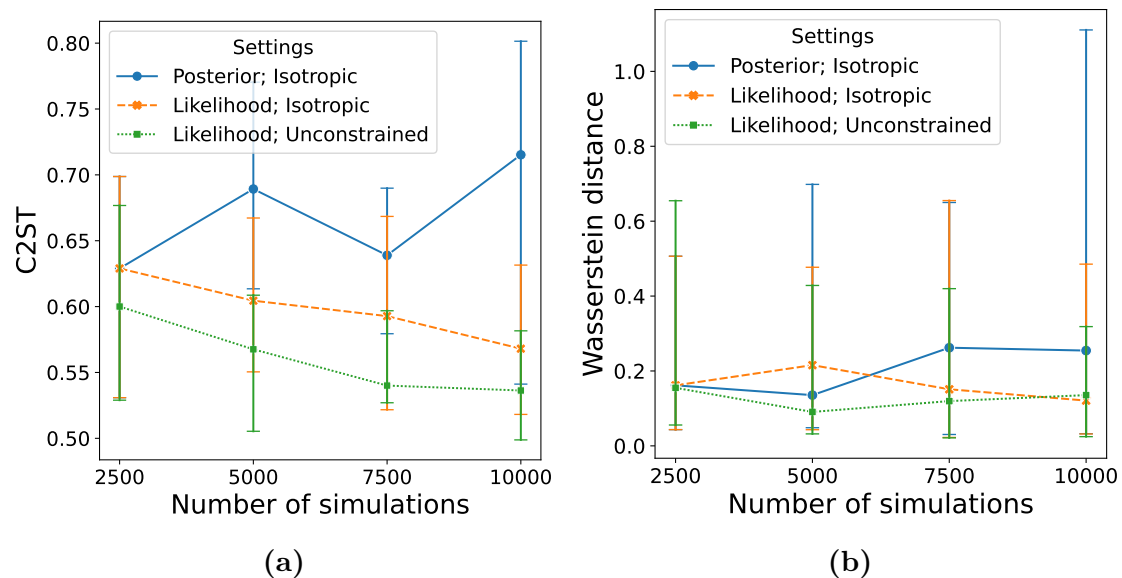 C2ST
0.80
0.75
0.70
0.65
0.60
0.55
0.50
Settings
Posterior; Isotropic
Likelihood; Isotropic
Likelihood; Unconstrained
2500 5000 7500 10000
Number of simulations
(a)
Wasserstein distance
1.0
0.8
0.6
0.4
0.2
0.0
Settings
Posterior; Isotropic
Likelihood; Isotropic
Likelihood; Unconstrained
2500 5000 7500 10000
Number of simulations
(b)